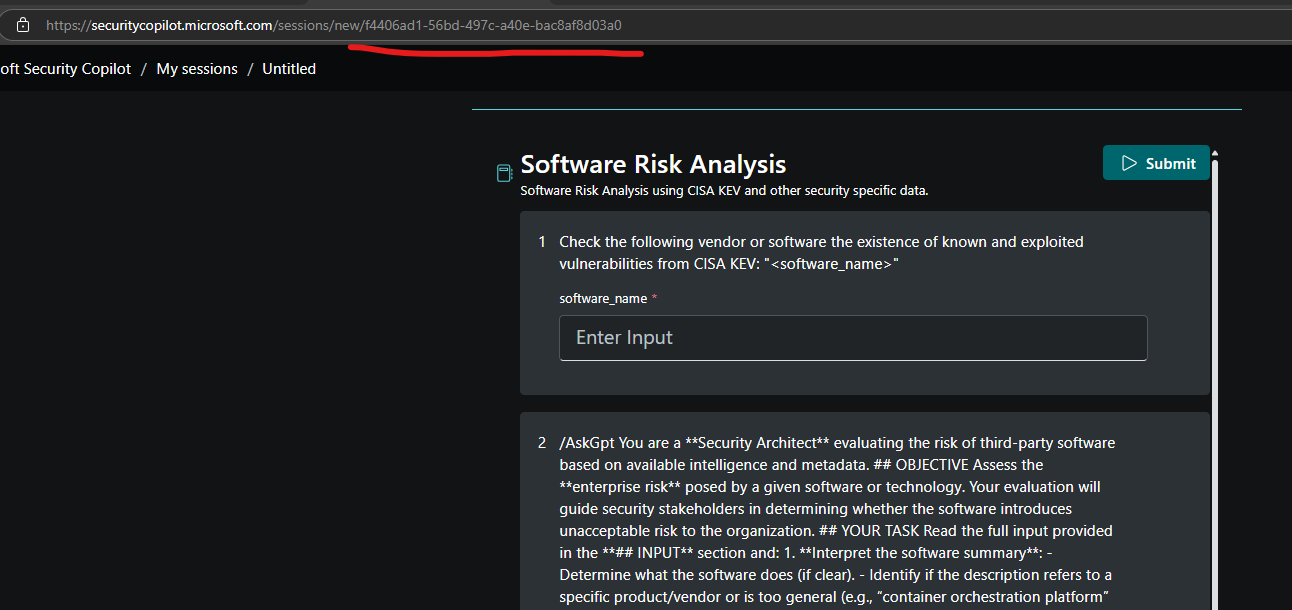 https://securitycopilot.microsoft.com/sessions/new/f4406ad1-56bd-497c-a40e-bac8af8d03a0
oft Security Copilot / My sessions / Untitled
Software Risk Analysis
Submit
Software Risk Analysis using CISA KEV and other security specific data.
1 Check the following vendor or software the existence of known and exploited
vulnerabilities from CISA KEV: "<software_name>"
software_name *
Enter Input
2 /AskGpt You are a **Security Architect** evaluating the risk of third-party software
based on available intelligence and metadata. ## OBJECTIVE Assess the
**enterprise risk** posed by a given software or technology. Your evaluation will
guide security stakeholders in determining whether the software introduces
unacceptable risk to the organization. ## YOUR TASK Read the full input provided
in the **## INPUT** section and: 1. **Interpret the software summary**: -
Determine what the software does (if clear). - Identify if the description refers to a
specific product/vendor or is too general (e.g., “container orchestration platform”